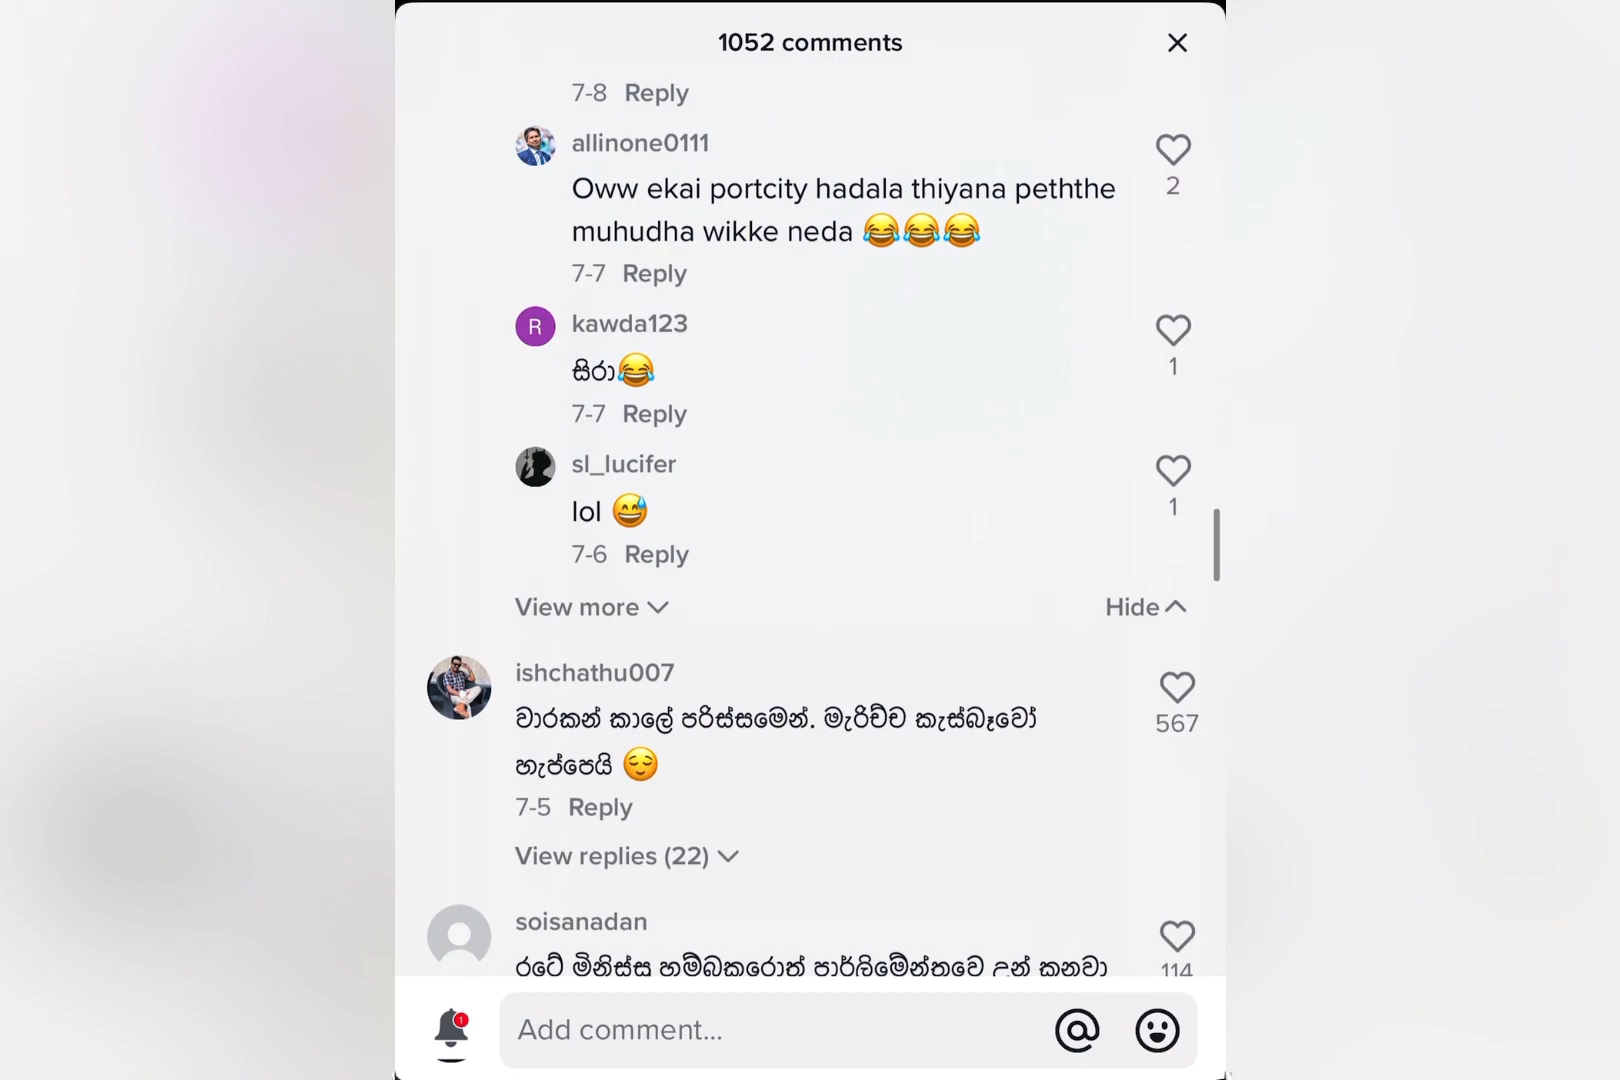 1052 comments
7-8 Reply
allinone0111
Oww ekai portcity hadala thiyana peththe
muhudha wikke neda 😂😂😂
2
7-7 Reply
kawda123
R
සිරා😂
1
7-7 Reply
sl_lucifer
lol 😅
1
7-6 Reply
View more
Hide
ishchathu007
වාරකන් කාලේ පරිස්සමෙන්. මැරිච්ච කැස්බෑවෝ
හැප්පෙයි 😌
567
7-5 Reply
View replies (22)
soisanadan
රටේ මිනිස්සු හම්බකරොත් පාර්ලිමේන්තුවෙ උන් කනවා
114
1
Add comment...